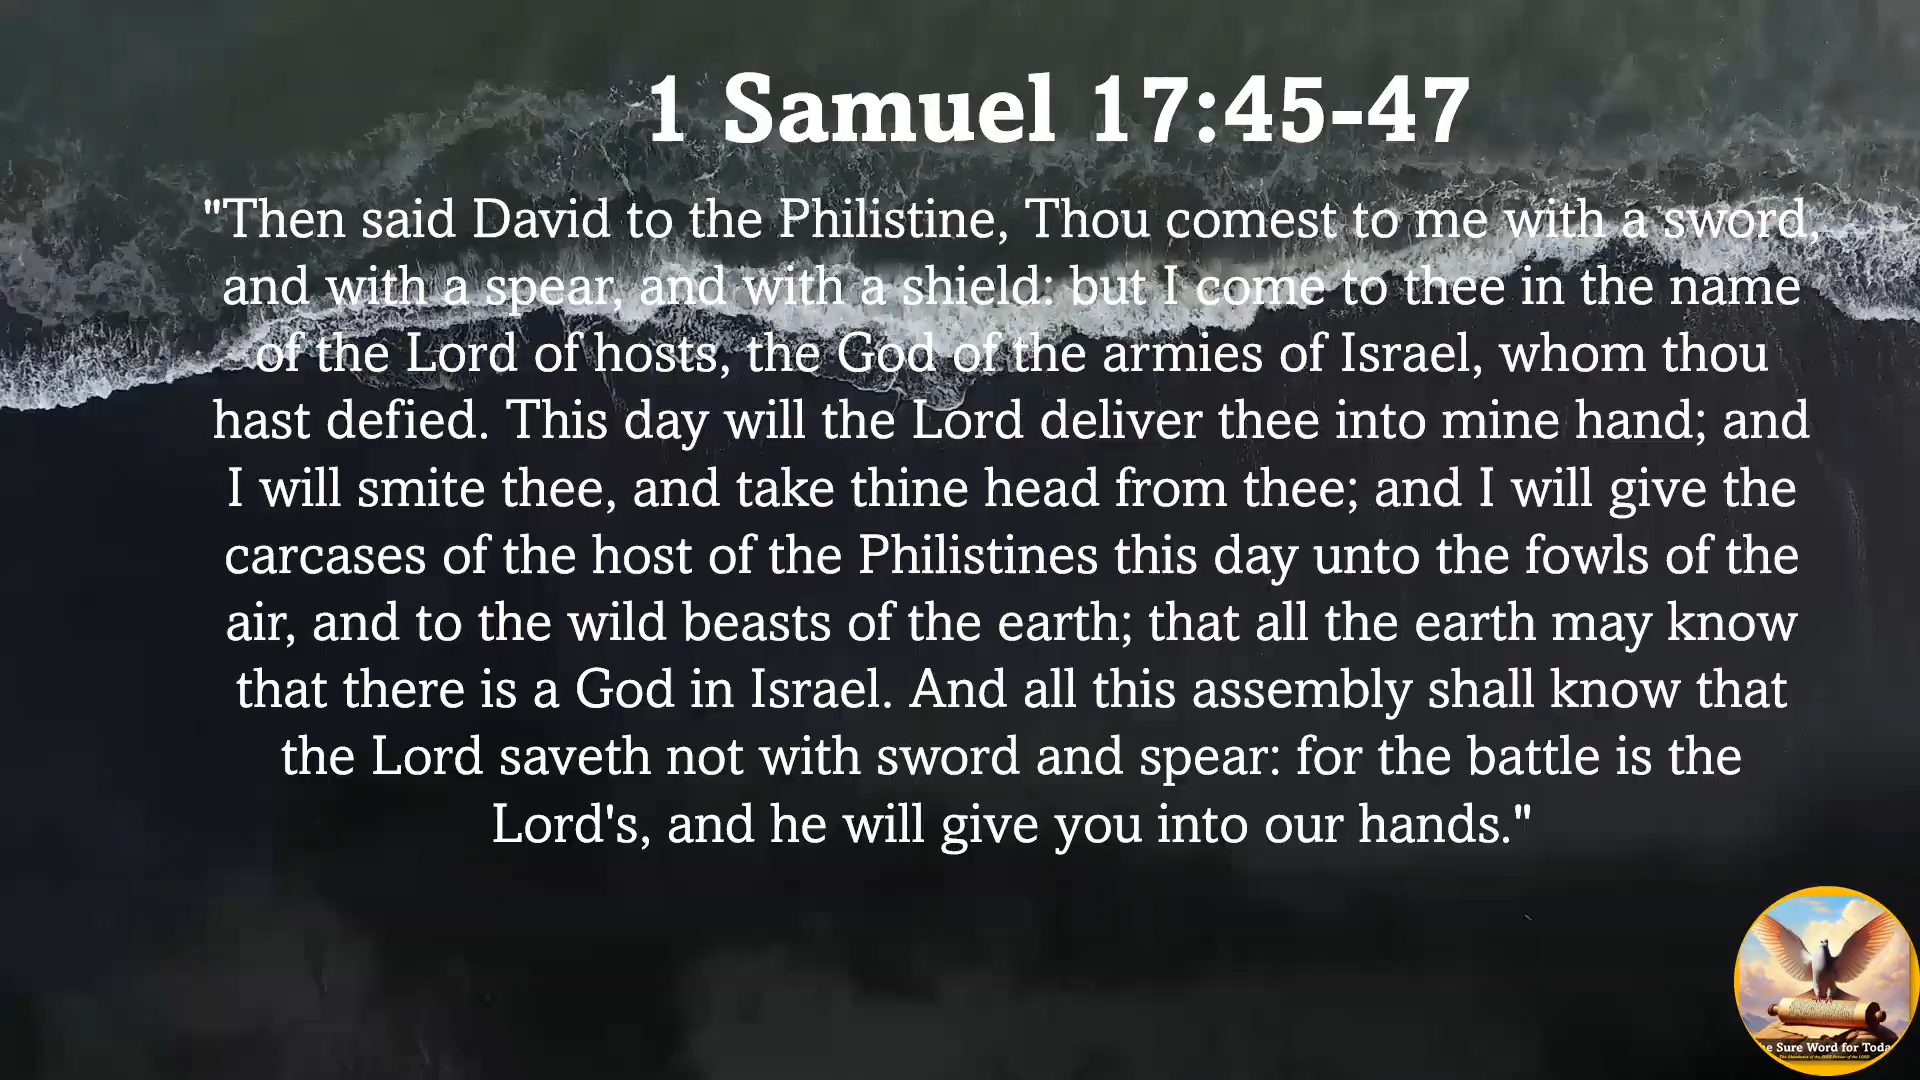 1 Samuel 17:45-47
"Then said David to the Philistine, Thou comest to me with a sword,
and with a spear, and with a shield: but I come to thee in the name
of the Lord of hosts, the God of the armies of Israel, whom thou
hast defied. This day will the Lord deliver thee into mine hand; and
I will smite thee, and take thine head from thee; and I will give the
carcases of the host of the Philistines this day unto the fowls of the
air, and to the wild beasts of the earth; that all the earth may know
that there is a God in Israel. And all this assembly shall know that
the Lord saveth not with sword and spear: for the battle is the
Lord's, and he will give you into our hands."
Sure Word for